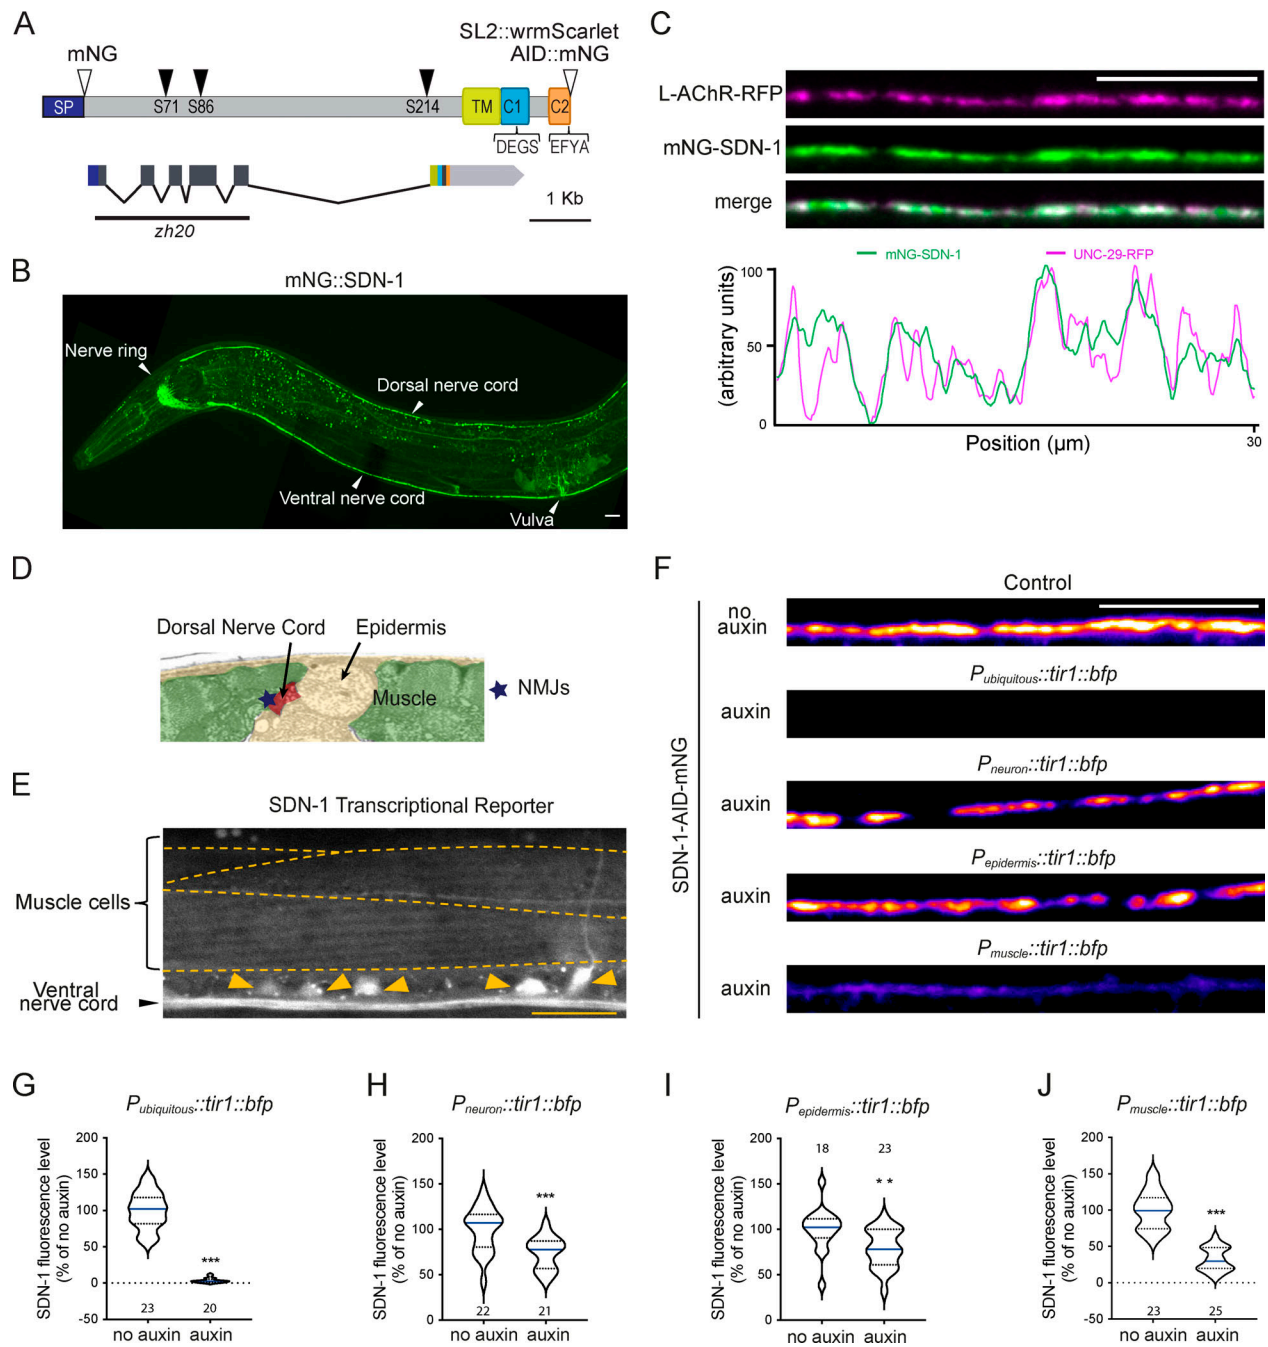 A
SL2::wrmScarlet
mNG
AID::mNG
SP
S71
S86
S214
TM
C1
C2
DEGS
EFYA
1 Kb
zh20
B
mNG::SDN-1
Nerve ring
Dorsal nerve cord
Ventral nerve cord
Vulva
C
L-AChR-RFP
mNG-SDN-1
merge
mNG-SDN-1
UNC-29-RFP
(arbitrary units)
100
50
0
Position (µm)
30
D
Dorsal Nerve Cord
Epidermis
Muscle
NMJs
E
SDN-1 Transcriptional Reporter
Muscle cells
Ventral
nerve cord
F
SDN-1-AID-mNG
Control
no
auxin
Pubiquitous::tir1::bfp
auxin
Pneuron::tir1::bfp
auxin
Pepidermis::tir1::bfp
auxin
Pmuscle::tir1::bfp
auxin
G
Pubiquitous::tir1::bfp
SDN-1 fluorescence level
(% of no auxin)
200
150
100
50
0
-50
***
23
20
no auxin
auxin
H
Pneuron::tir1::bfp
SDN-1 fluorescence level
(% of no auxin)
200
150
100
50
0
***
22
21
no auxin
auxin
I
Pepidermis::tir1::bfp
SDN-1 fluorescence level
(% of no auxin)
200
150
100
50
0
18
23
* *
no auxin
auxin
J
Pmuscle::tir1::bfp
SDN-1 fluorescence level
(% of no auxin)
200
150
100
50
0
-50
***
23
25
no auxin
auxin